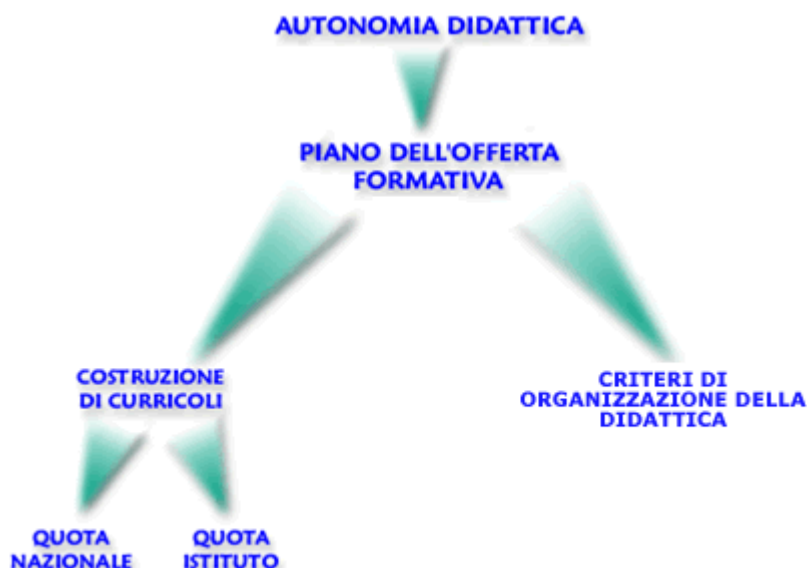 AUTONOMIA DIDATTICA
PIANO DELL'OFFERTA
FORMATIVA
COSTRUZIONE
DI CURRICOLI
CRITERI DI
ORGANIZZAZIONE DELLA
DIDATTICA
QUOTA
NAZIONALE
QUOTA
ISTITUTO